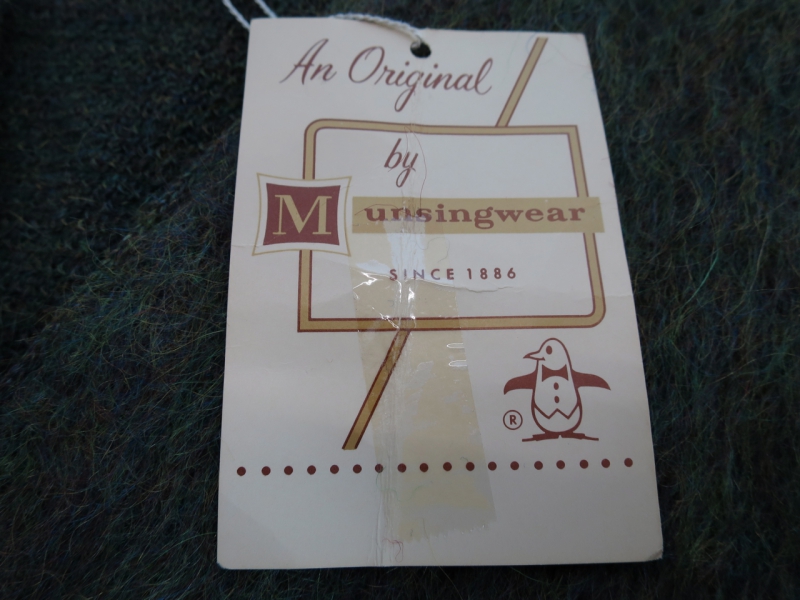 An Original
by
Munsingwear
SINCE 1886
®